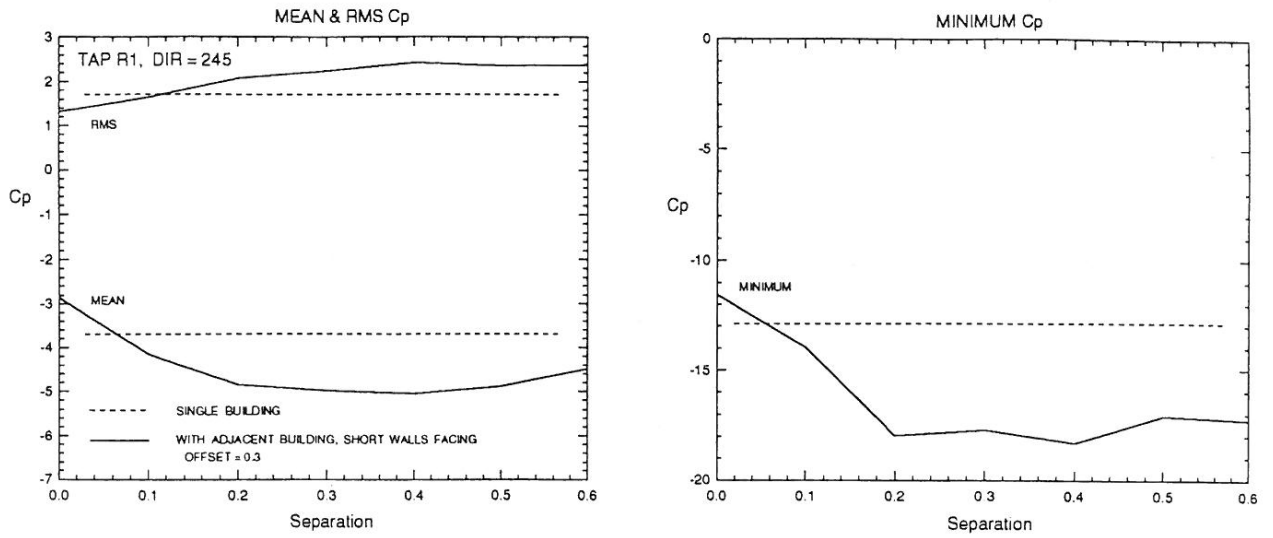 MEAN & RMS Cp
3
TAP R1, DIR = 245
2
1
RMS
0
Cp
-1
-2
MEAN
-3
-4
-5
SINGLE BUILDING
-6
WITH ADJACENT BUILDING, SHORT WALLS FACING
OFFSET = 0.3
-7
0.0 0.1 0.2 0.3 0.4 0.5 0.6
Separation
MINIMUM Cp
0
-5
Cp
-10
MINIMUM
-15
-20
0.0 0.1 0.2 0.3 0.4 0.5 0.6
Separation